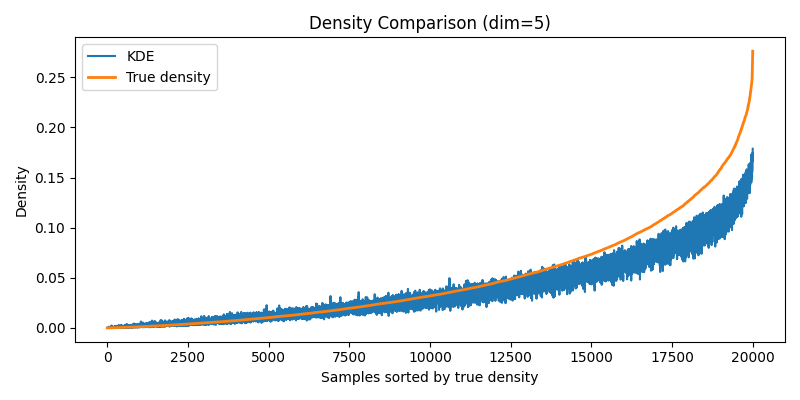 Density Comparison (dim=5)
KDE
True density
Density
0.25
0.20
0.15
0.10
0.05
0.00
0 2500 5000 7500 10000 12500 15000 17500 20000
Samples sorted by true density